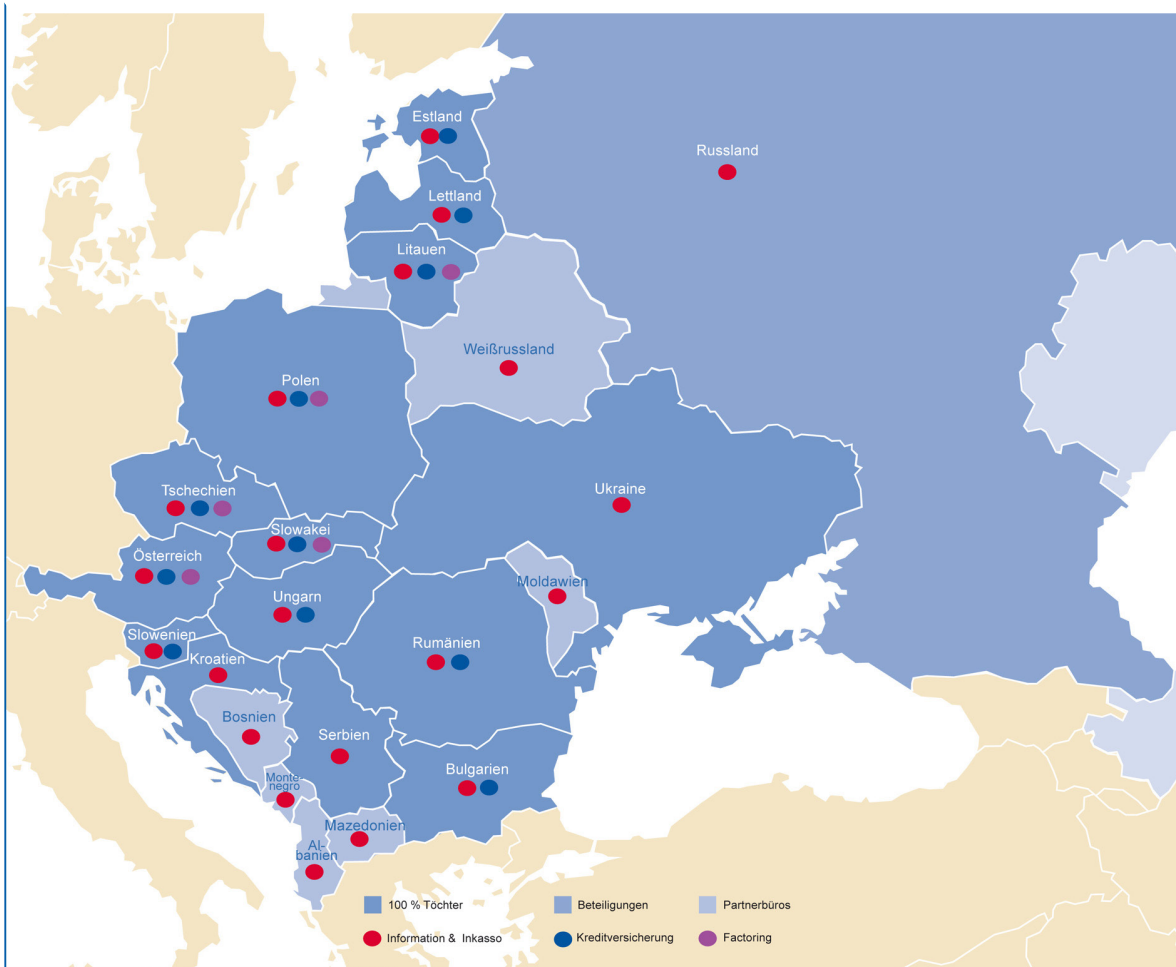 Estland
Russland
Lettland
Litauen
Weißrussland
Polen
Tschechien
Ukraine
Slowakei
Österreich
Moldawien
Ungarn
Slowenien
Rumänien
Kroatien
Bosnien
Serbien
Bulgarien
Monte-
negro
Mazedonien
Al-
banien
100 % Töchter
Beteiligungen
Partnerbüros
Information & Inkasso
Kreditversicherung
Factoring